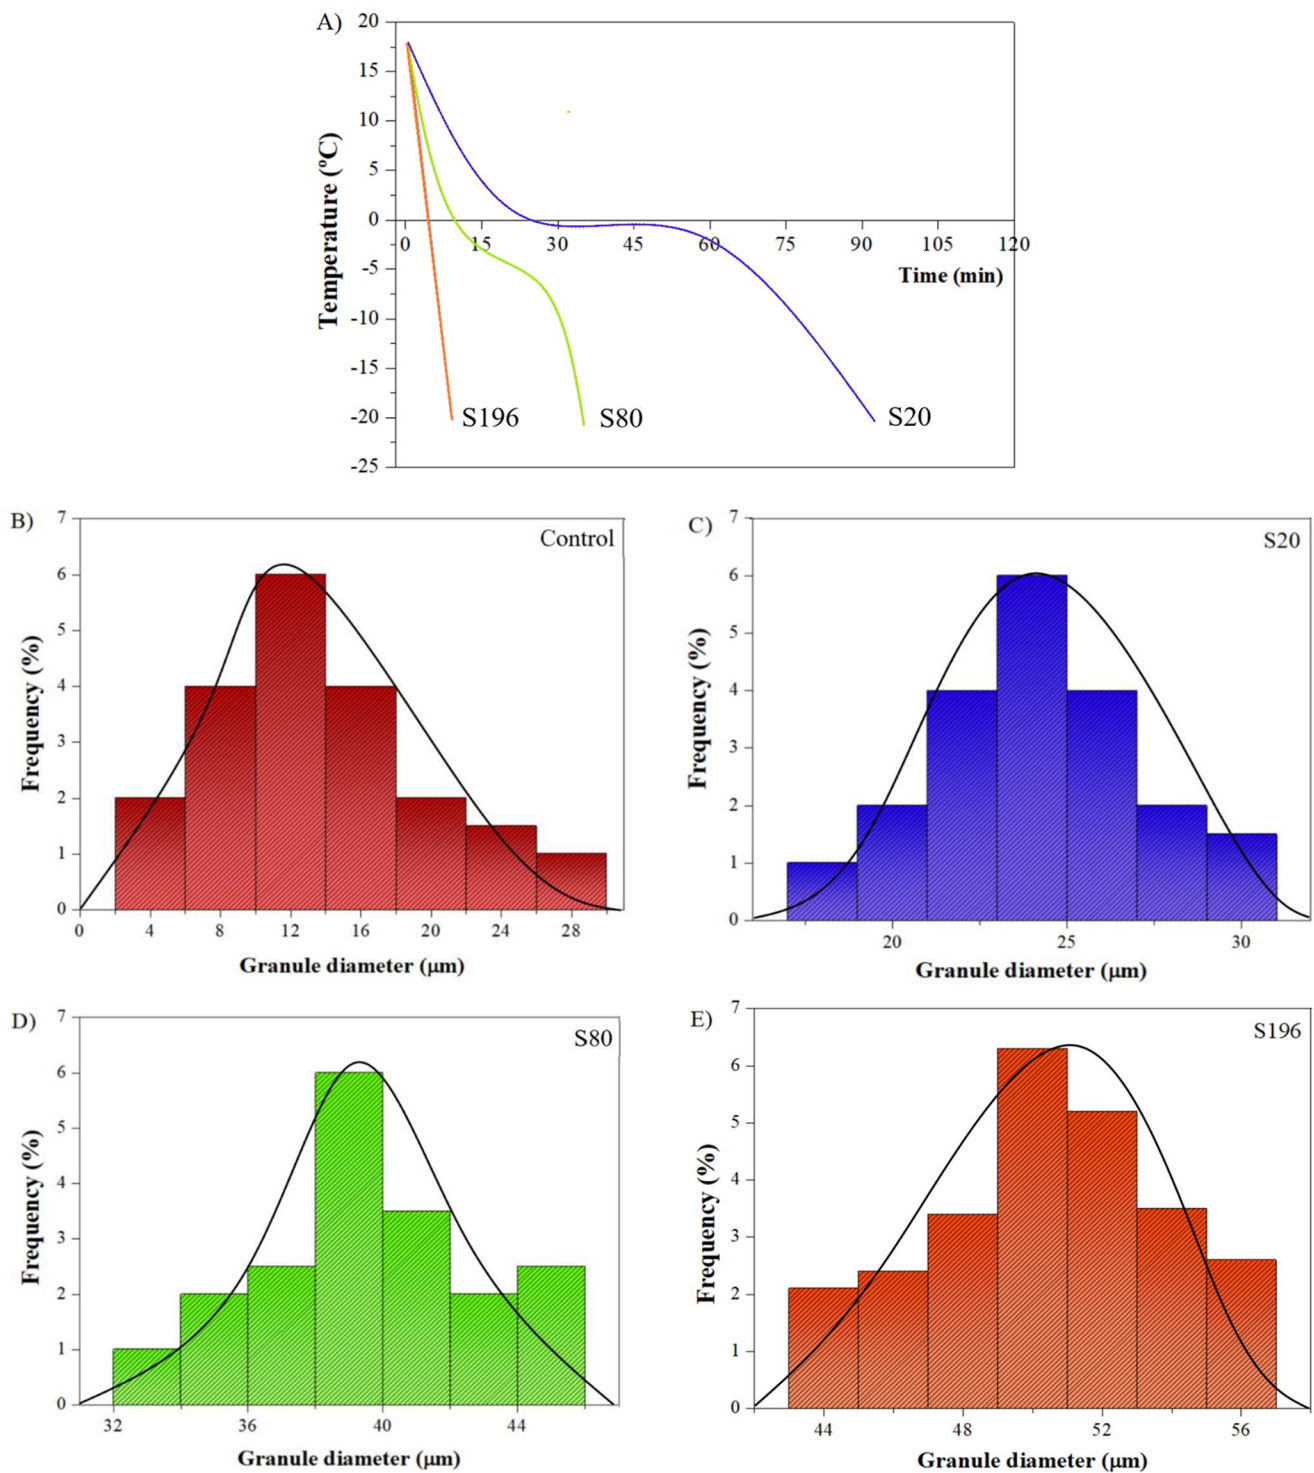 A)
20
15
10
5
0
-5
-10
-15
-20
-25
Temperature (ºC)
0 15 30 45 60 75 90 105 120
Time (min)
S196 S80 S20
B)
Control
7
6
5
4
3
2
1
0
Frequency (%)
0 4 8 12 16 20 24 28
Granule diameter (μm)
C)
S20
7
6
5
4
3
2
1
0
Frequency (%)
20 25 30
Granule diameter (μm)
D)
S80
7
6
5
4
3
2
1
0
Frequency (%)
32 36 40 44
Granule diameter (μm)
E)
S196
7
6
5
4
3
2
1
0
Frequency (%)
44 48 52 56
Granule diameter (μm)